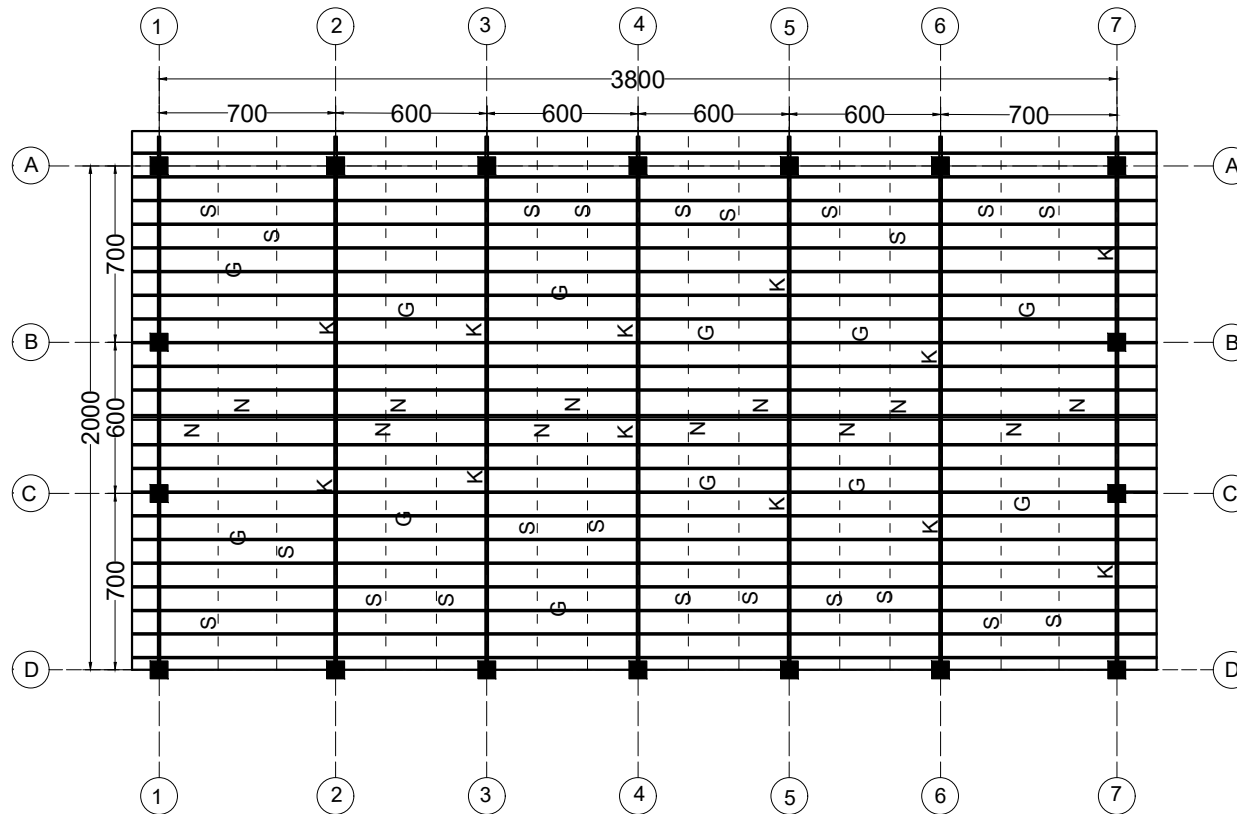 1 2 3 4 5 6 7
3800
700 600 600 600 600 700
A A
S S S S S S S S
S S
G K
700
G K
G G
K K K G G
B B
K
N N N N N N
2000 600
N N N K N N N
K K G G
C C
K G
G S S K
G S
700 K
S S S S S S
G
S S S
D D
1 2 3 4 5 6 7